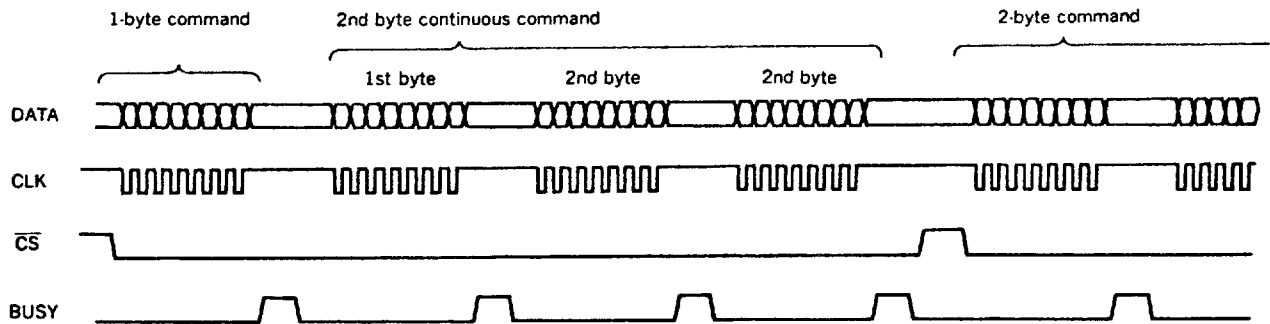 1-byte command 2nd byte continuous command 2-byte command
1st byte 2nd byte 2nd byte
DATA
CLK
CS
BUSY